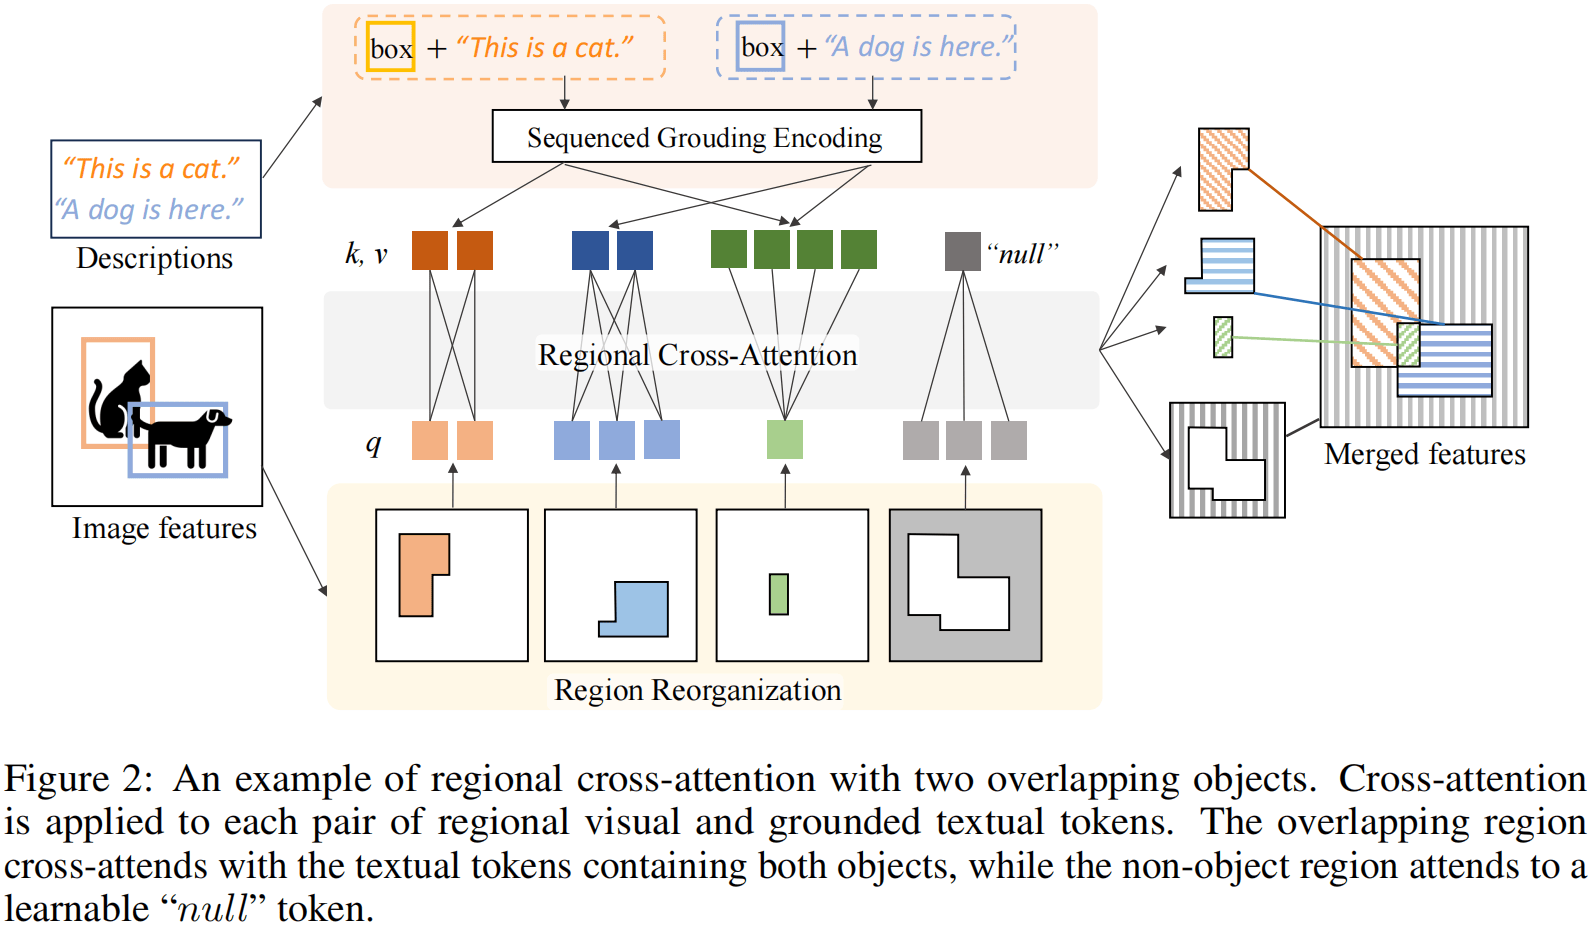 box + “This is a cat.”
box + “A dog is here.”
Sequenced Grouding Encoding
“This is a cat.”
“A dog is here.”
Descriptions
k, v
“null”
Regional Cross-Attention
q
Image features
Merged features
Region Reorganization
Figure 2: An example of regional cross-attention with two overlapping objects. Cross-attention
is applied to each pair of regional visual and grounded textual tokens. The overlapping region
cross-attends with the textual tokens containing both objects, while the non-object region attends to a
learnable “null” token.